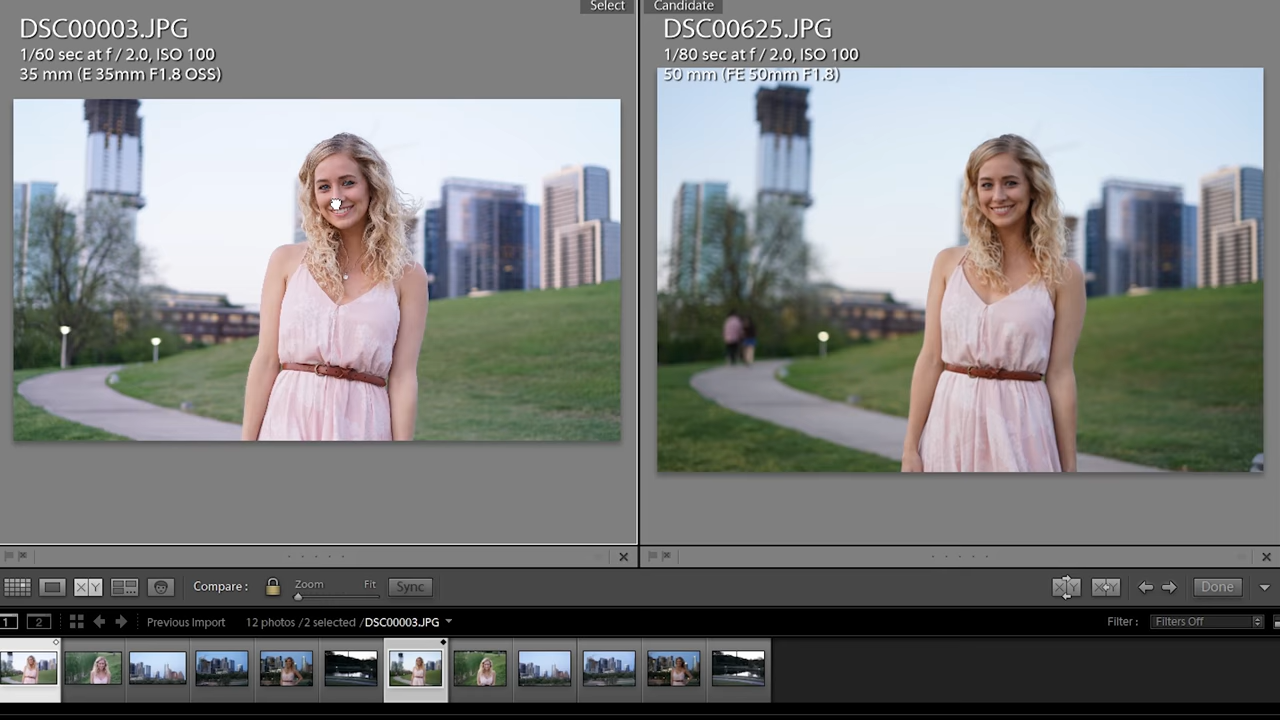 Select
DSC00003.JPG
1/60 sec at f / 2.0, ISO 100
35 mm (E 35mm F1.8 OSS)
Candidate
DSC00625.JPG
1/80 sec at f / 2.0, ISO 100
50 mm (FE 50mm F1.8)
X Y
Compare :
Zoom
Fit
Sync
X Y
X Y
Done
1
2
Previous Import
12 photos /2 selected /DSC00003.JPG
Filter :
Filters Off